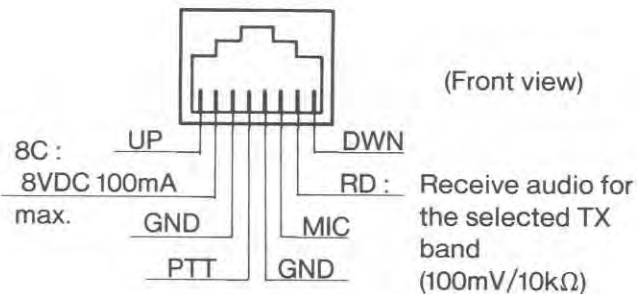 (Front view)
UP
DWN
8C :
8VDC 100mA
max.
RD :
Receive audio for
the selected TX
band
(100mV/10kΩ)
GND
MIC
PTT
GND